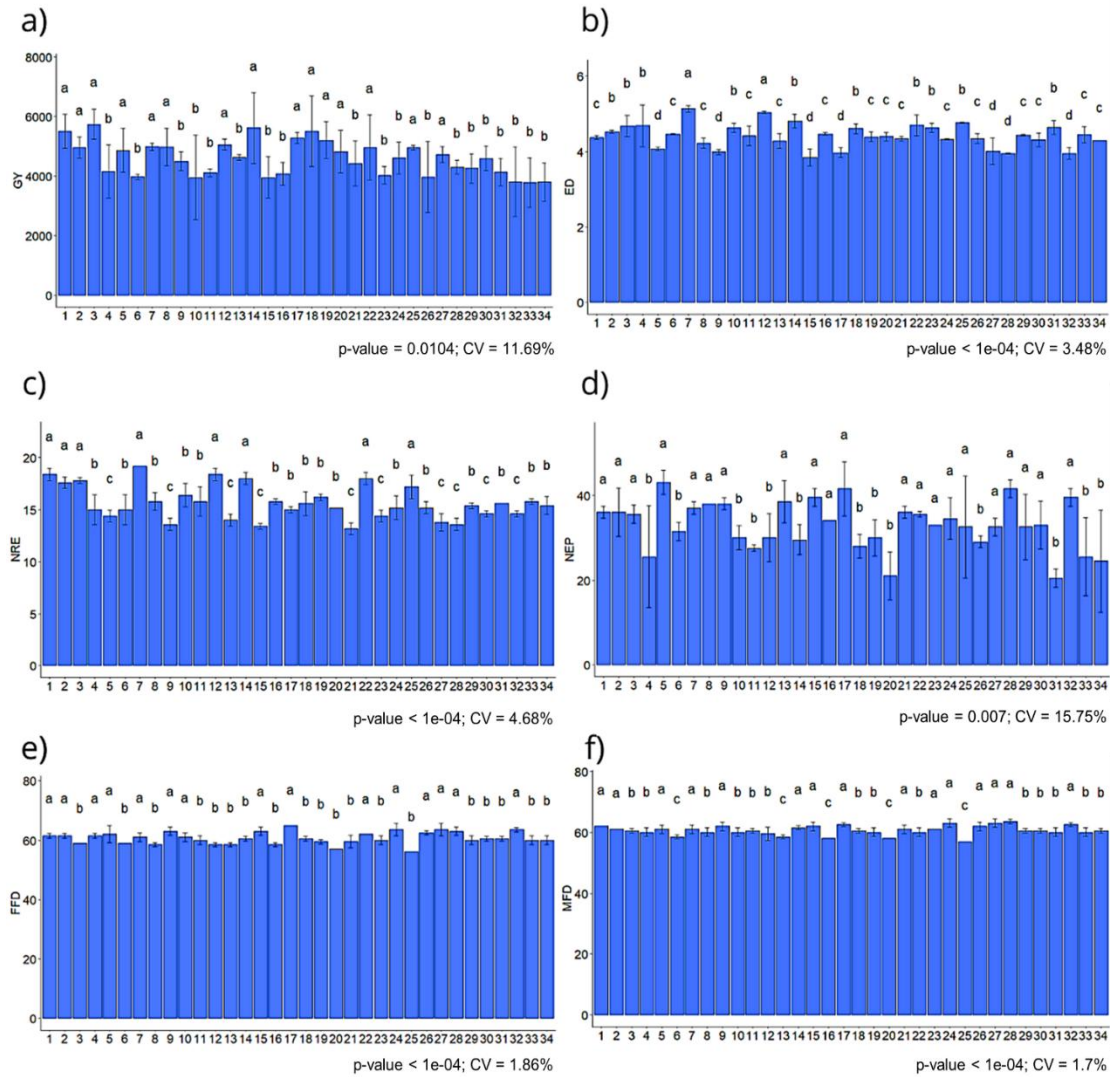 a)
8000
6000
4000
2000
0
GY
a a a b a b a a a b b a b a b b a a a a b a b b a b a b b b b b b b
1 2 3 4 5 6 7 8 9 10 11 12 13 14 15 16 17 18 19 20 21 22 23 24 25 26 27 28 29 30 31 32 33 34
p-value = 0.0104; CV = 11.69%
b)
6
4
2
0
ED
c b b b d c a c d b c a c b d c d b c c c b b c b c d d c c b d c c
1 2 3 4 5 6 7 8 9 10 11 12 13 14 15 16 17 18 19 20 21 22 23 24 25 26 27 28 29 30 31 32 33 34
p-value < 1e-04; CV = 3.48%
c)
20
15
10
5
0
NRE
a a a b c b a b c b b a c a c b b b b b c a c b a b c c b c b c b b
1 2 3 4 5 6 7 8 9 10 11 12 13 14 15 16 17 18 19 20 21 22 23 24 25 26 27 28 29 30 31 32 33 34
p-value < 1e-04; CV = 4.68%
d)
40
20
0
NEP
a a a b a b a a a b b b a b a a a b b b a a a a a b a a a a b a b b
1 2 3 4 5 6 7 8 9 10 11 12 13 14 15 16 17 18 19 20 21 22 23 24 25 26 27 28 29 30 31 32 33 34
p-value = 0.007; CV = 15.75%
e)
80
60
40
20
0
FFD
a a b a a b a b a a b b b b a b a b b b b a b a b a a a b b b a b b
1 2 3 4 5 6 7 8 9 10 11 12 13 14 15 16 17 18 19 20 21 22 23 24 25 26 27 28 29 30 31 32 33 34
p-value < 1e-04; CV = 1.86%
f)
80
60
40
20
0
MFD
a a b b a c a b a b b b c a a c a b b c a b a a c a a a b b b a b b
1 2 3 4 5 6 7 8 9 10 11 12 13 14 15 16 17 18 19 20 21 22 23 24 25 26 27 28 29 30 31 32 33 34
p-value < 1e-04; CV = 1.7%